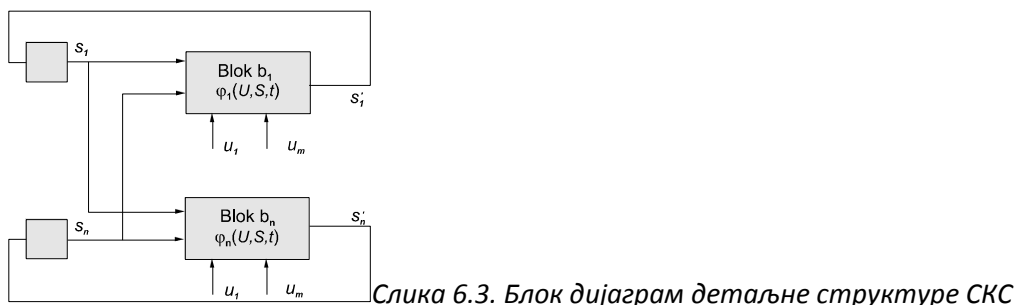 s₁
Blok b₁
φ₁(U,S,t)
s₁′
u₁ uₘ
sₙ
Blok bₙ
φₙ(U,S,t)
sₙ′
u₁ uₘ
Слика 6.3. Блок дијаграм детаљне структуре СКС